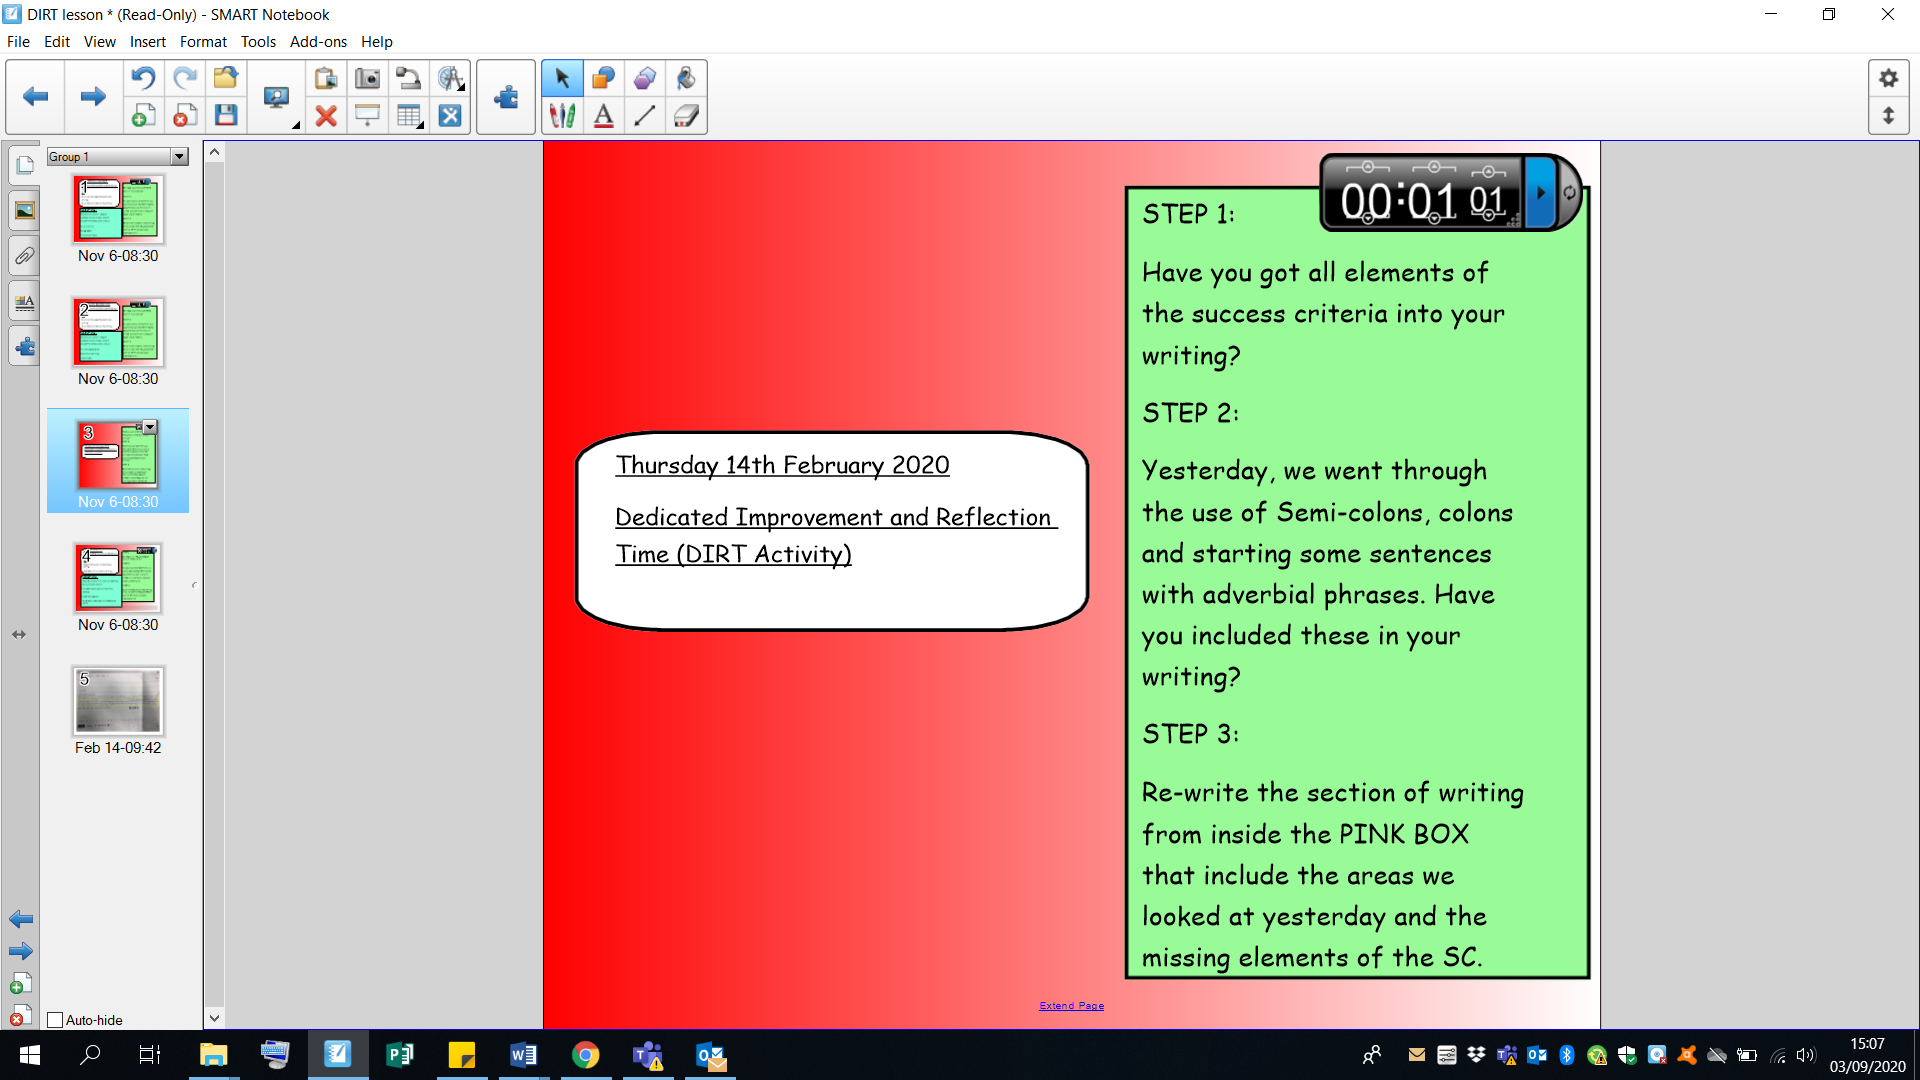 DIRT lesson * (Read-Only) - SMART Notebook
File Edit View Insert Format Tools Add-ons Help
Group 1
1
Nov 6-08:30
2
Nov 6-08:30
3
Nov 6-08:30
4
Nov 6-08:30
5
Feb 14-09:42
Auto-hide
Thursday 14th February 2020
Dedicated Improvement and Reflection
Time (DIRT Activity)
00:01 01
STEP 1:
Have you got all elements of
the success criteria into your
writing?
STEP 2:
Yesterday, we went through
the use of Semi-colons, colons
and starting some sentences
with adverbial phrases. Have
you included these in your
writing?
STEP 3:
Re-write the section of writing
from inside the PINK BOX
that include the areas we
looked at yesterday and the
missing elements of the SC.
Extend Page
15:07
03/09/2020